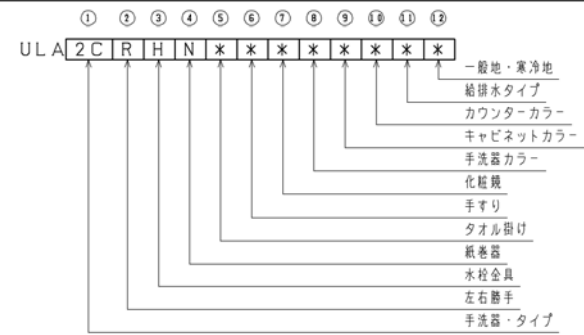 ① ② ③ ④ ⑤ ⑥ ⑦ ⑧ ⑨ ⑩ ⑪ ⑫
ULA 2C R H N * * * * * * * *
一般地・寒冷地
給排水タイプ
カウンターカラー
キャビネットカラー
手洗器カラー
化粧鏡
手すり
タオル掛け
紙巻器
水栓金具
左右勝手
手洗器・タイプ